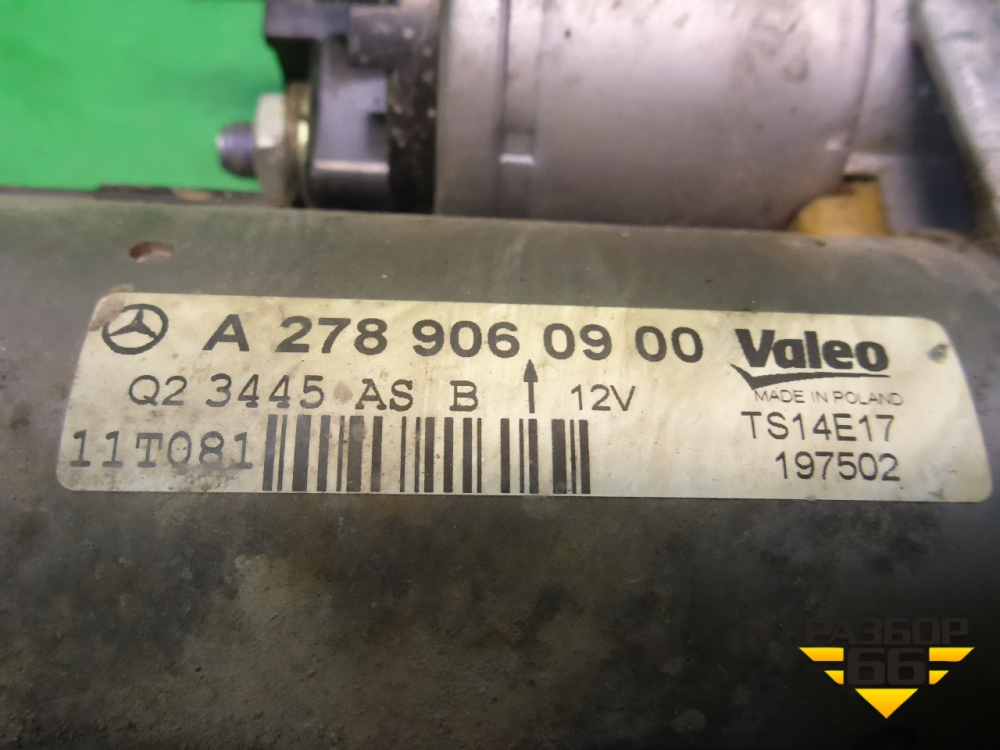 A 278 906 09 00
Valeo
Q2 3445 AS B 12V
MADE IN POLAND
11T081
TS14E17
197502
РАЗБОР
66